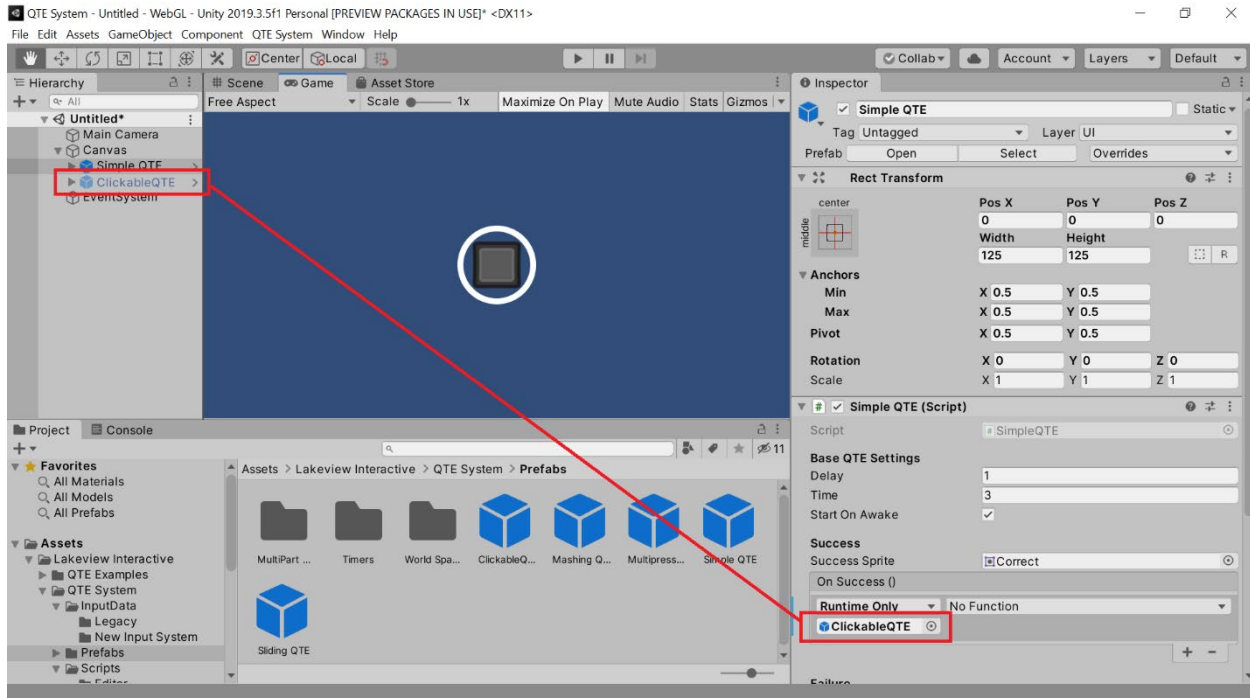 QTE System - Untitled - WebGL - Unity 2019.3.5f1 Personal [PREVIEW PACKAGES IN USE]* <DX11>
File Edit Assets GameObject Component QTE System Window Help
Center Local Collab Account Layers Default
Hierarchy
All
Untitled*
Main Camera
Canvas
Simple QTE
ClickableQTE
EventSystem
Scene Game Asset Store
Free Aspect Scale 1x Maximize On Play Mute Audio Stats Gizmos
Inspector
Simple QTE Static
Tag Untagged Layer UI
Prefab Open Select Overrides
Rect Transform
center Pos X Pos Y Pos Z
middle 0 0 0
Width Height
125 125 R
Anchors
Min X 0.5 Y 0.5
Max X 0.5 Y 0.5
Pivot X 0.5 Y 0.5
Rotation X 0 Y 0 Z 0
Scale X 1 Y 1 Z 1
Simple QTE (Script)
Script SimpleQTE
Base QTE Settings
Delay 1
Time 3
Start On Awake
Success
Success Sprite Correct
On Success ()
Runtime Only No Function
ClickableQTE
+ -
Failure
Project Console
11
Favorites
All Materials
All Models
All Prefabs
Assets
Lakeview Interactive
QTE Examples
QTE System
InputData
Legacy
New Input System
Prefabs
Scripts
Editor
Assets > Lakeview Interactive > QTE System > Prefabs
MultiPart ... Timers World Spa... ClickableQ... Mashing Q... Multipress... Simple QTE
Sliding QTE